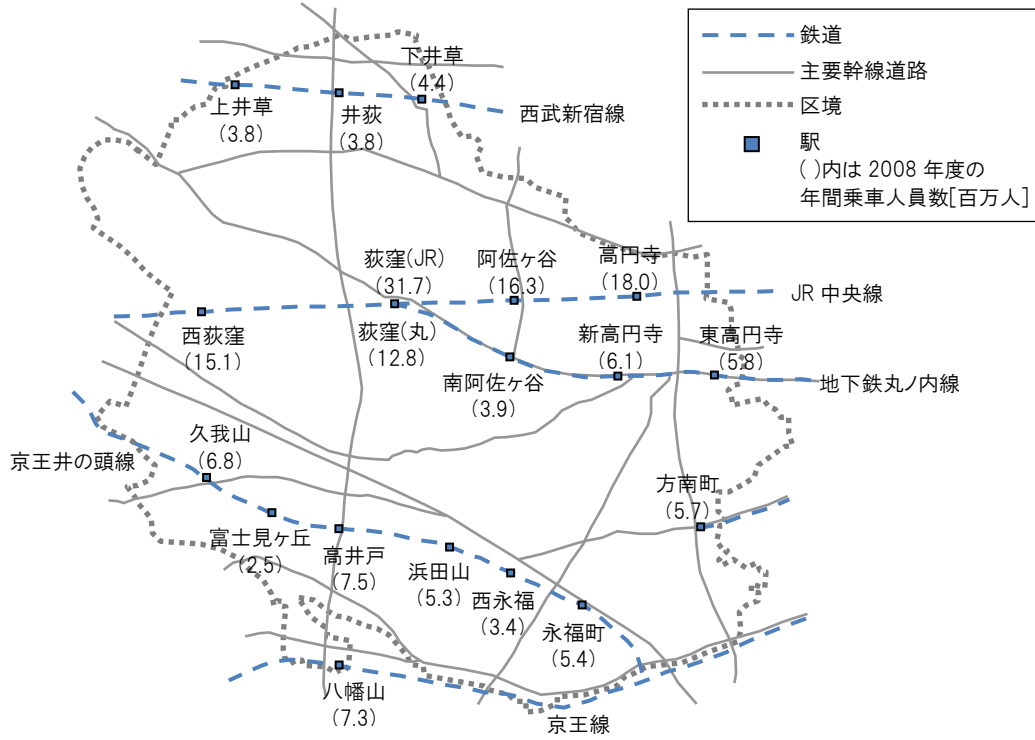 鉄道
主要幹線道路
区境
駅
( )内は 2008 年度の
年間乗車人員数[百万人]
下井草
(4.4)
上井草
(3.8)
井荻
(3.8)
西武新宿線
荻窪(JR)
(31.7)
阿佐ヶ谷
(16.3)
高円寺
(18.0)
JR 中央線
西荻窪
(15.1)
荻窪(丸)
(12.8)
新高円寺
(6.1)
東高円寺
(5.8)
南阿佐ヶ谷
(3.9)
地下鉄丸ノ内線
久我山
(6.8)
京王井の頭線
方南町
(5.7)
富士見ヶ丘
(2.5)
高井戸
(7.5)
浜田山
(5.3)
西永福
(3.4)
永福町
(5.4)
八幡山
(7.3)
京王線